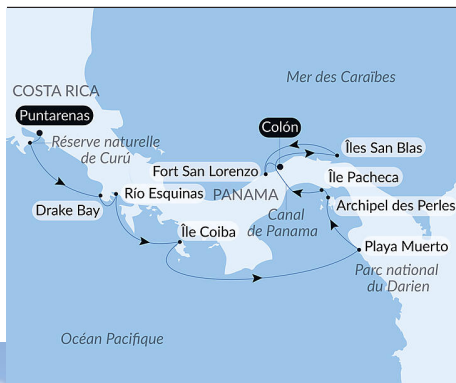 Mer des Caraïbes
COSTA RICA
Puntarenas
Réserve naturelle
de Curú
Colón
Îles San Blas
Fort San Lorenzo
Île Pacheca
Río Esquinas
PANAMA
Drake Bay
Archipel des Perles
Canal
de Panama
Île Coiba
Playa Muerto
Parc national
du Darien
Océan Pacifique